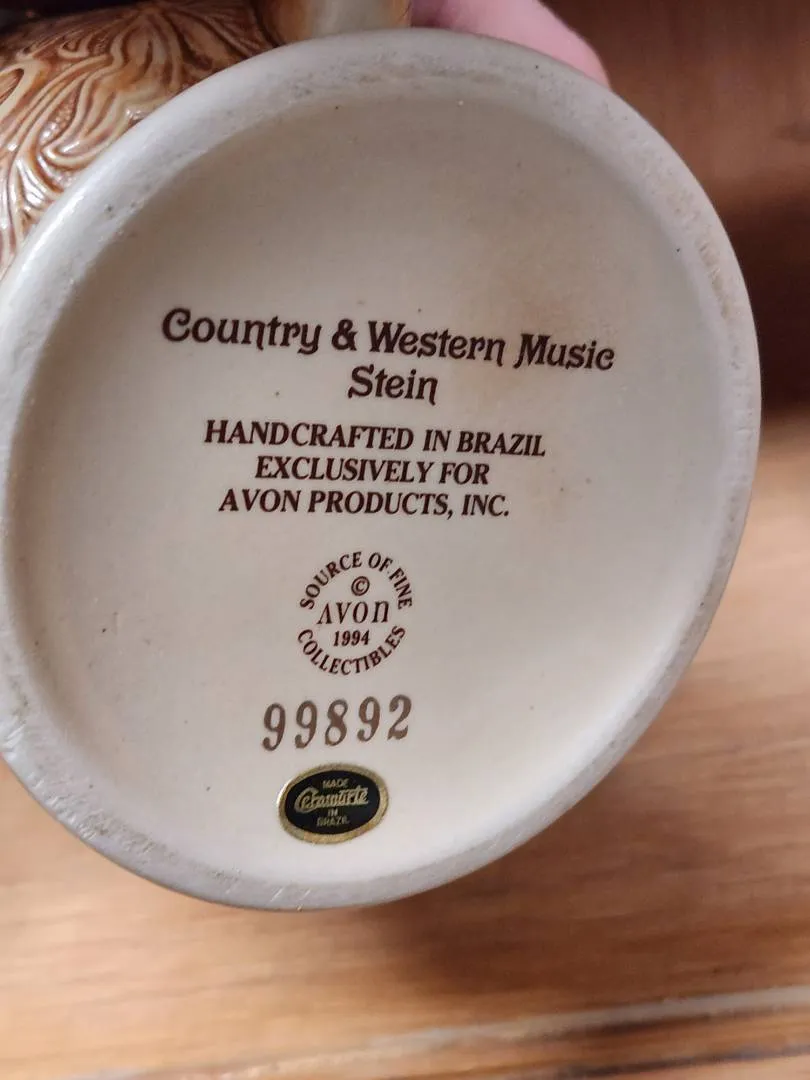 Country & Western Music
Stein
HANDCRAFTED IN BRAZIL
EXCLUSIVELY FOR
AVON PRODUCTS, INC.
SOURCE OF FINE
©
AVON
1994
COLLECTIBLES
99892
MADE
Ceramarte
IN
BRAZIL